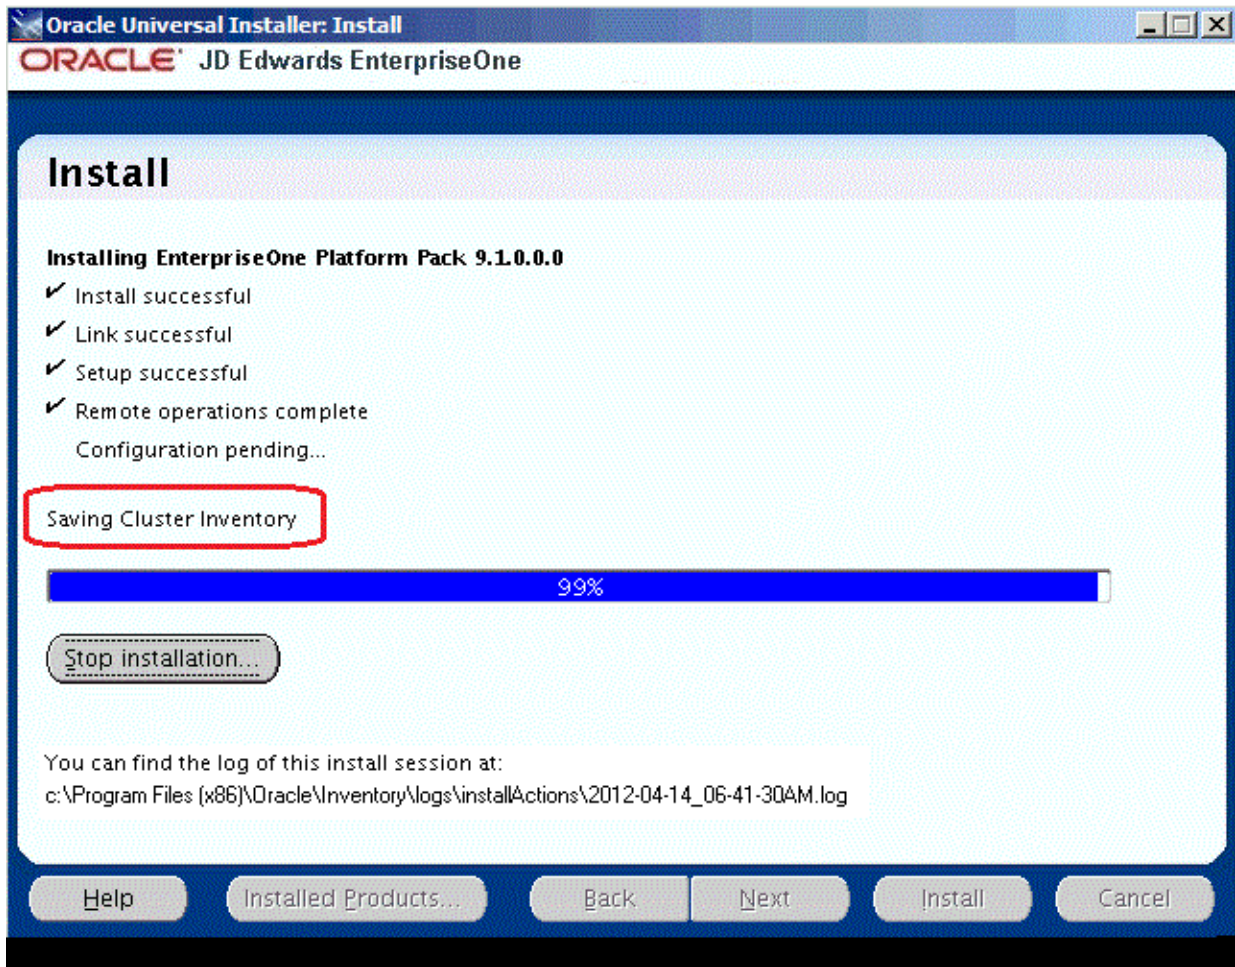 Oracle Universal Installer: Install
ORACLE JD Edwards EnterpriseOne
Install
Installing EnterpriseOne Platform Pack 9.1.0.0.0
Install successful
Link successful
Setup successful
Remote operations complete
Configuration pending...
Saving Cluster Inventory
99%
Stop installation...
You can find the log of this install session at:
c:\Program Files (x86)\Oracle\Inventory\logs\installActions\2012-04-14_06-41-30AM.log
Help Installed Products... Back Next Install Cancel